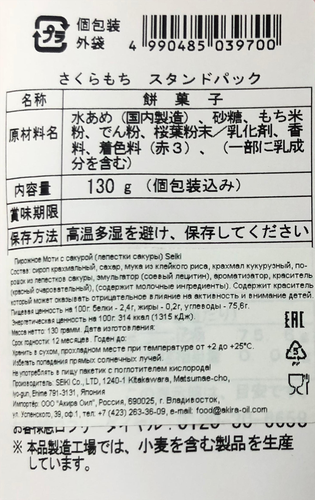 プラ
個包装
外袋
4 990485 039700
さくらもち　スタンドパック
名称 餅菓子
原材料名 水あめ（国内製造）、砂糖、もち米
粉、でん粉、桜葉粉末／乳化剤、香
料、着色料（赤３）、（一部に乳成
分を含む）
内容量 130ｇ（個包装込み）
賞味期限
保存方法 高温多湿を避け、保存してください
Пирожное Моти с сакурой (лепестки сакуры) Seiki
Состав: сироп крахмальный, сахар, мука из клейкого риса, крахмал кукурузный, по-
рошок из лепестков сакуры, эмульгатор (соевый лецитин), ароматизатор, краситель
красный очаровательный), (содержит молочные ингредиенты). Содержит краситель
который может оказывать отрицательное влияние на активность и внимание детей.
Пищевая ценность на 100г: белки - 2,4г, жиры - 0,2г, углеводы - 75,6г.
Энергетическая ценность на 100г: 314 ккал (1315 кДж)
Масса нетто: 130 грамм. Дата изготовления:
Срок годности: 12 месяцев. Годен до:
Хранить в сухом, прохладном месте при температуре от +2 до +25°С.
Избегать попадания прямых солнечных лучей.
Не употреблять в пищу пакетик с поглотителем кислорода!
Производитель: SEIKI Co., LTD, 1240-1 Kitakawara, Matsumae-cho,
Iyo-gun, Ehime 791-3131, Япония
Импортёр: ООО "Акира Оил", Россия, 690025, г. Владивосток,
ул. Успенского, 39, оф.1, тел. +7 (423) 263-36-09, e-mail: food@akira-oil.com
EAC
※本品製造工場では、小麦を含む製品を生産
しています。